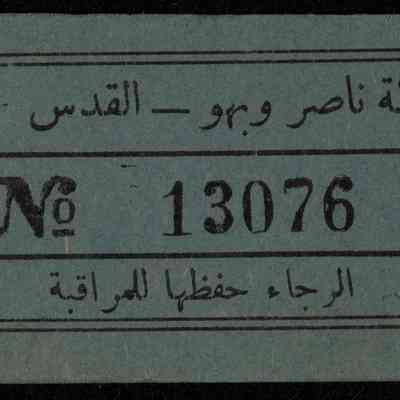 ناصر وبهو — القدس
№ 13076
الرجاء حفظها للمراقبة